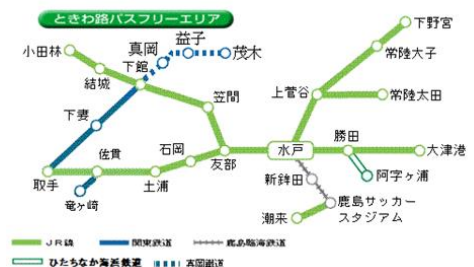 ときわ路パスフリーエリア
小田林
結城
下館
真岡
益子
茂木
下野宮
常陸大子
常陸太田
上菅谷
笠間
下妻
佐貫
石岡
友部
水戸
勝田
大津港
取手
竜ヶ崎
土浦
新鉾田
阿字ヶ浦
潮来
鹿島サッカー
スタジアム
JR線
関東鉄道
鹿島臨海鉄道
ひたちなか海浜鉄道
真岡鐵道